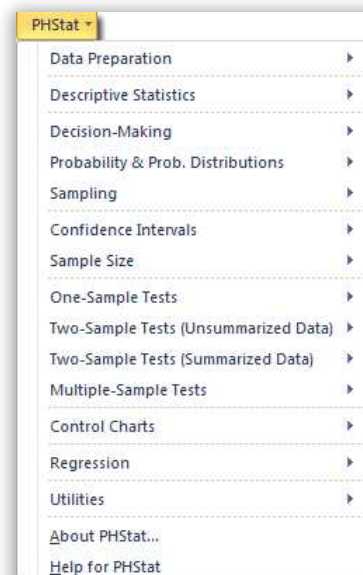 PHStat
Data Preparation
Descriptive Statistics
Decision-Making
Probability & Prob. Distributions
Sampling
Confidence Intervals
Sample Size
One-Sample Tests
Two-Sample Tests (Unsummarized Data)
Two-Sample Tests (Summarized Data)
Multiple-Sample Tests
Control Charts
Regression
Utilities
About PHStat...
Help for PHStat